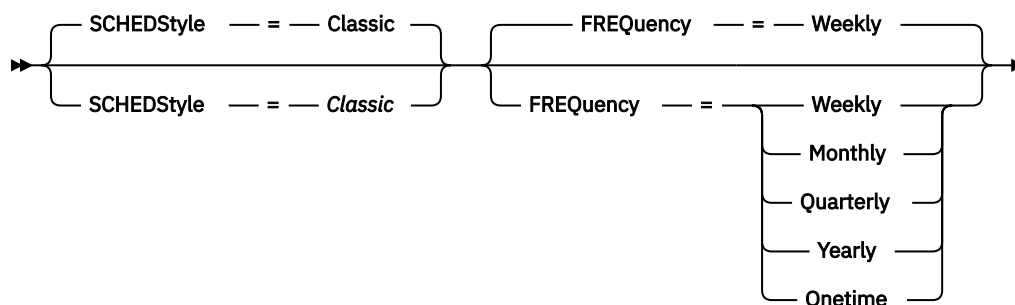 SCHEDStyle = Classic FREQuency = Weekly
SCHEDStyle = Classic FREQuency = Weekly
Monthly
Quarterly
Yearly
Onetime